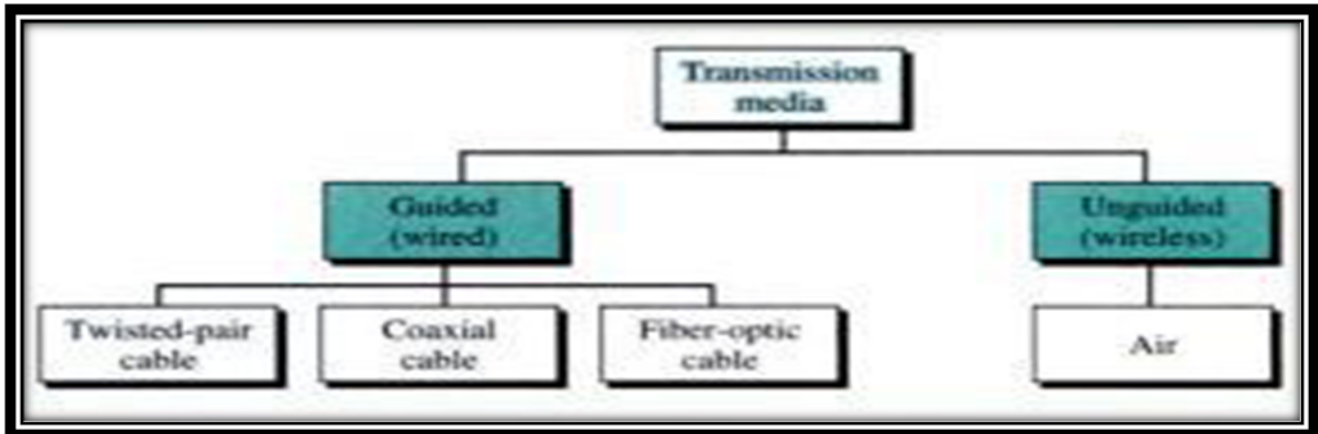 Transmission
media
Guided
(wired)
Unguided
(wireless)
Twisted-pair
cable
Coaxial
cable
Fiber-optic
cable
Air